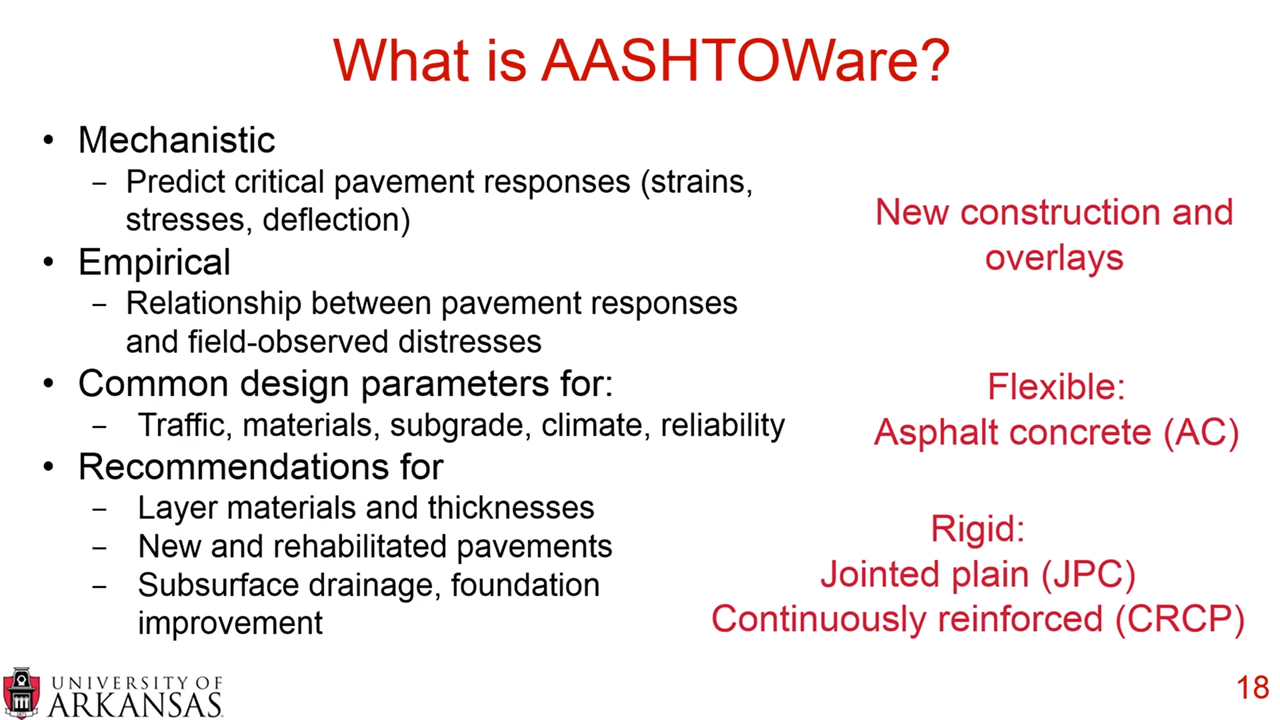 What is AASHTOWare?
• Mechanistic
– Predict critical pavement responses (strains,
stresses, deflection)
• Empirical
– Relationship between pavement responses
and field-observed distresses
• Common design parameters for:
– Traffic, materials, subgrade, climate, reliability
• Recommendations for
– Layer materials and thicknesses
– New and rehabilitated pavements
– Subsurface drainage, foundation
improvement
New construction and
overlays
Flexible:
Asphalt concrete (AC)
Rigid:
Jointed plain (JPC)
Continuously reinforced (CRCP)
UNIVERSITY OF
ARKANSAS
18